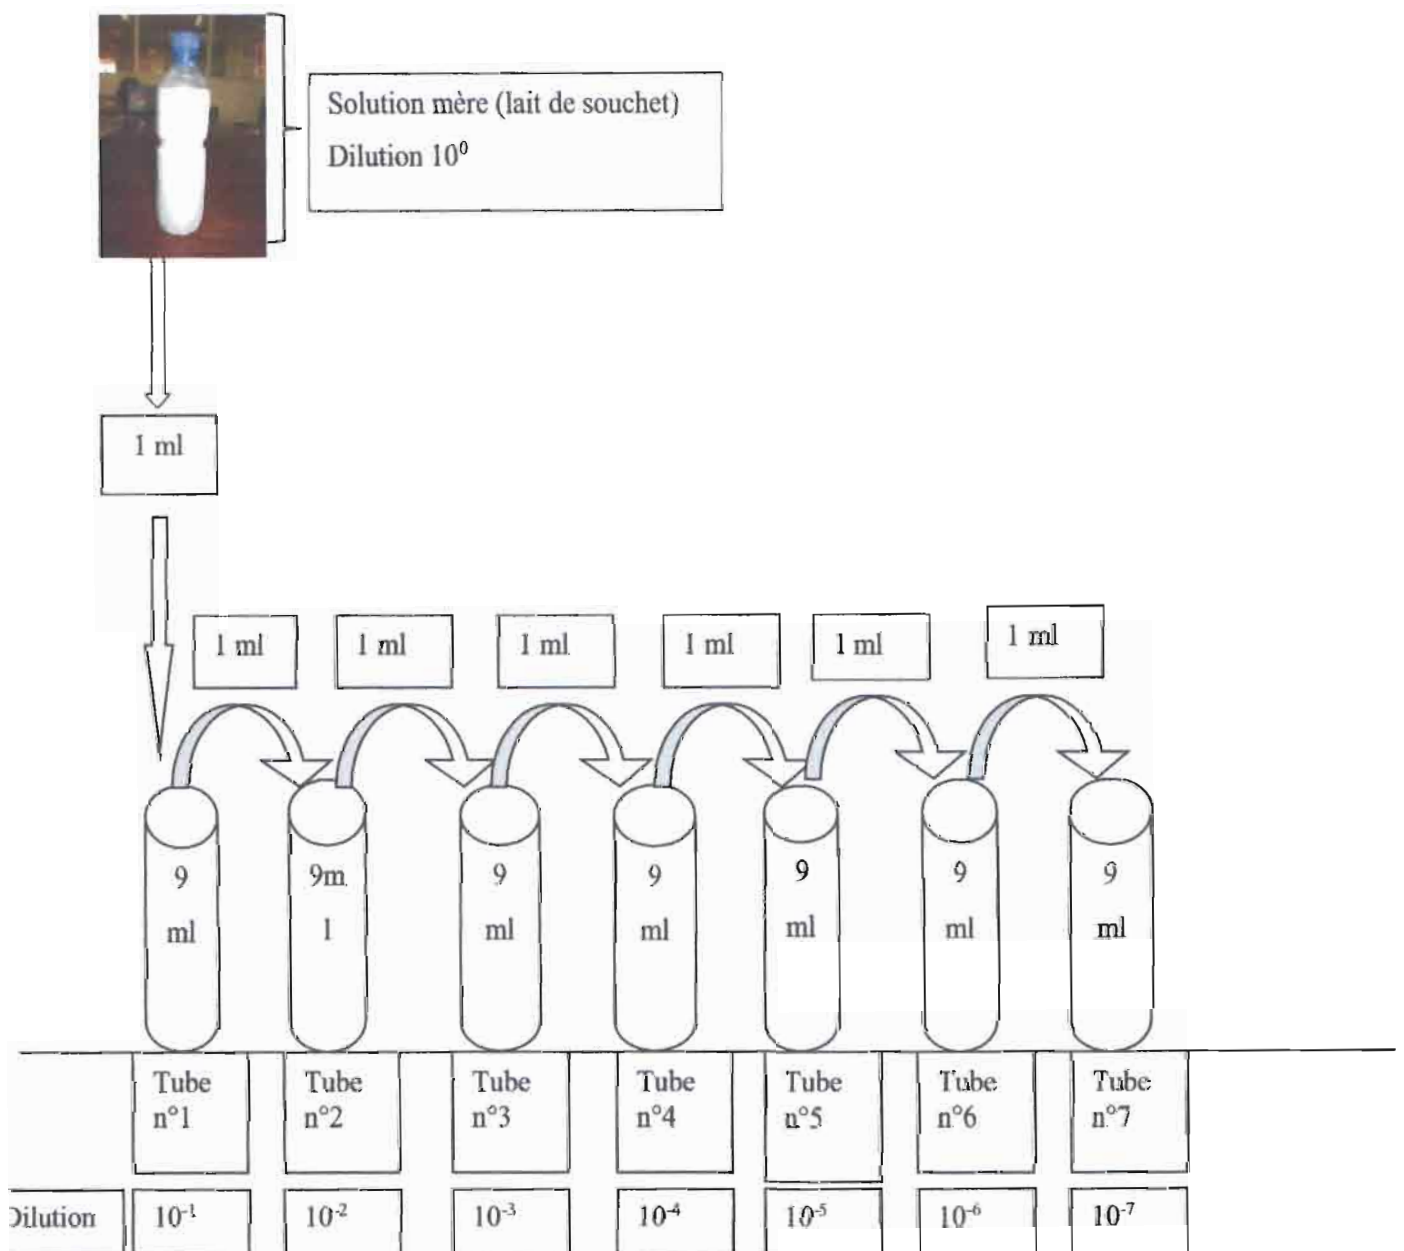 Solution mère (lait de souchet)
Dilution 10⁰
1 ml
1 ml
1 ml
1 ml
1 ml
1 ml
1 ml
9
ml
9m
l
9
ml
9
ml
9
ml
9
ml
9
ml
Tube
n°1
Tube
n°2
Tube
n°3
Tube
n°4
Tube
n°5
Tube
n°6
Tube
n°7
Dilution
10⁻¹
10⁻²
10⁻³
10⁻⁴
10⁻⁵
10⁻⁶
10⁻⁷